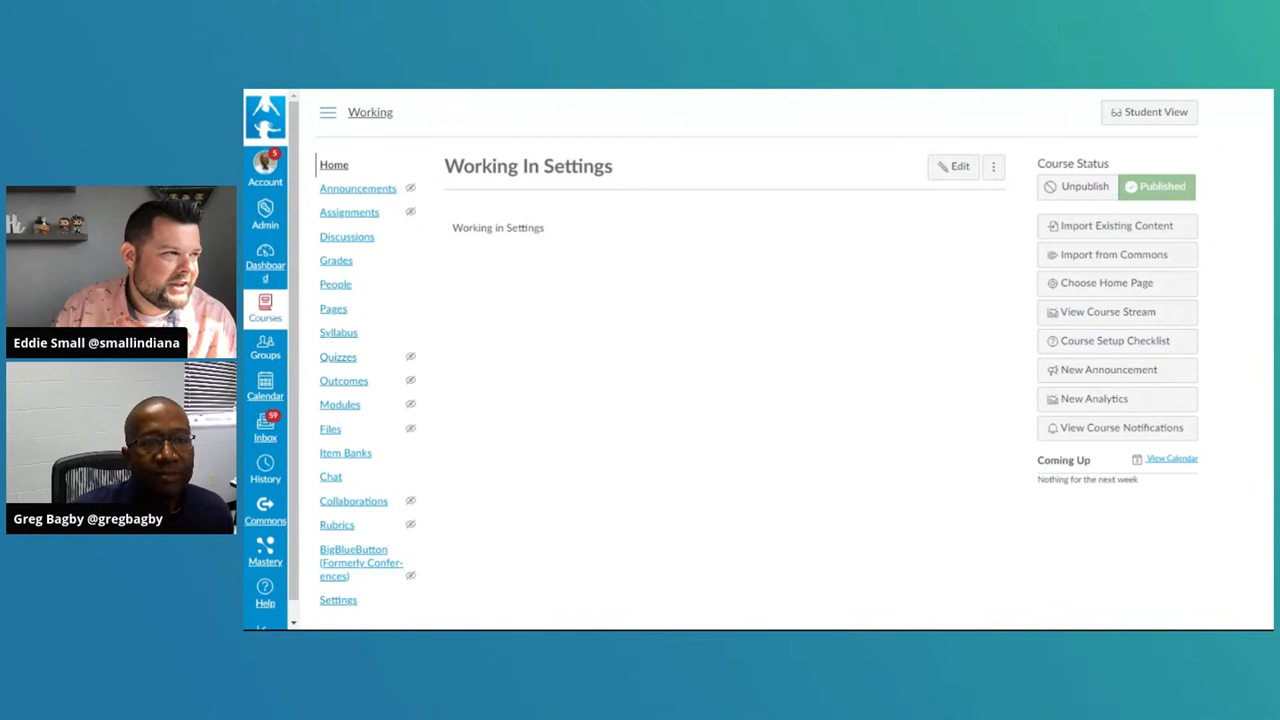 Eddie Small @smallindiana
Greg Bagby @gregbagby
5
Account
Admin
Dashboar
d
Courses
Groups
Calendar
59
Inbox
History
Commons
Mastery
Help
Working
Student View
Home
Announcements
Assignments
Discussions
Grades
People
Pages
Syllabus
Quizzes
Outcomes
Modules
Files
Item Banks
Chat
Collaborations
Rubrics
BigBlueButton
(Formerly Confer-
ences)
Settings
Working In Settings
Edit
Working in Settings
Course Status
Unpublish
Published
Import Existing Content
Import from Commons
Choose Home Page
View Course Stream
Course Setup Checklist
New Announcement
New Analytics
View Course Notifications
Coming Up
View Calendar
Nothing for the next week